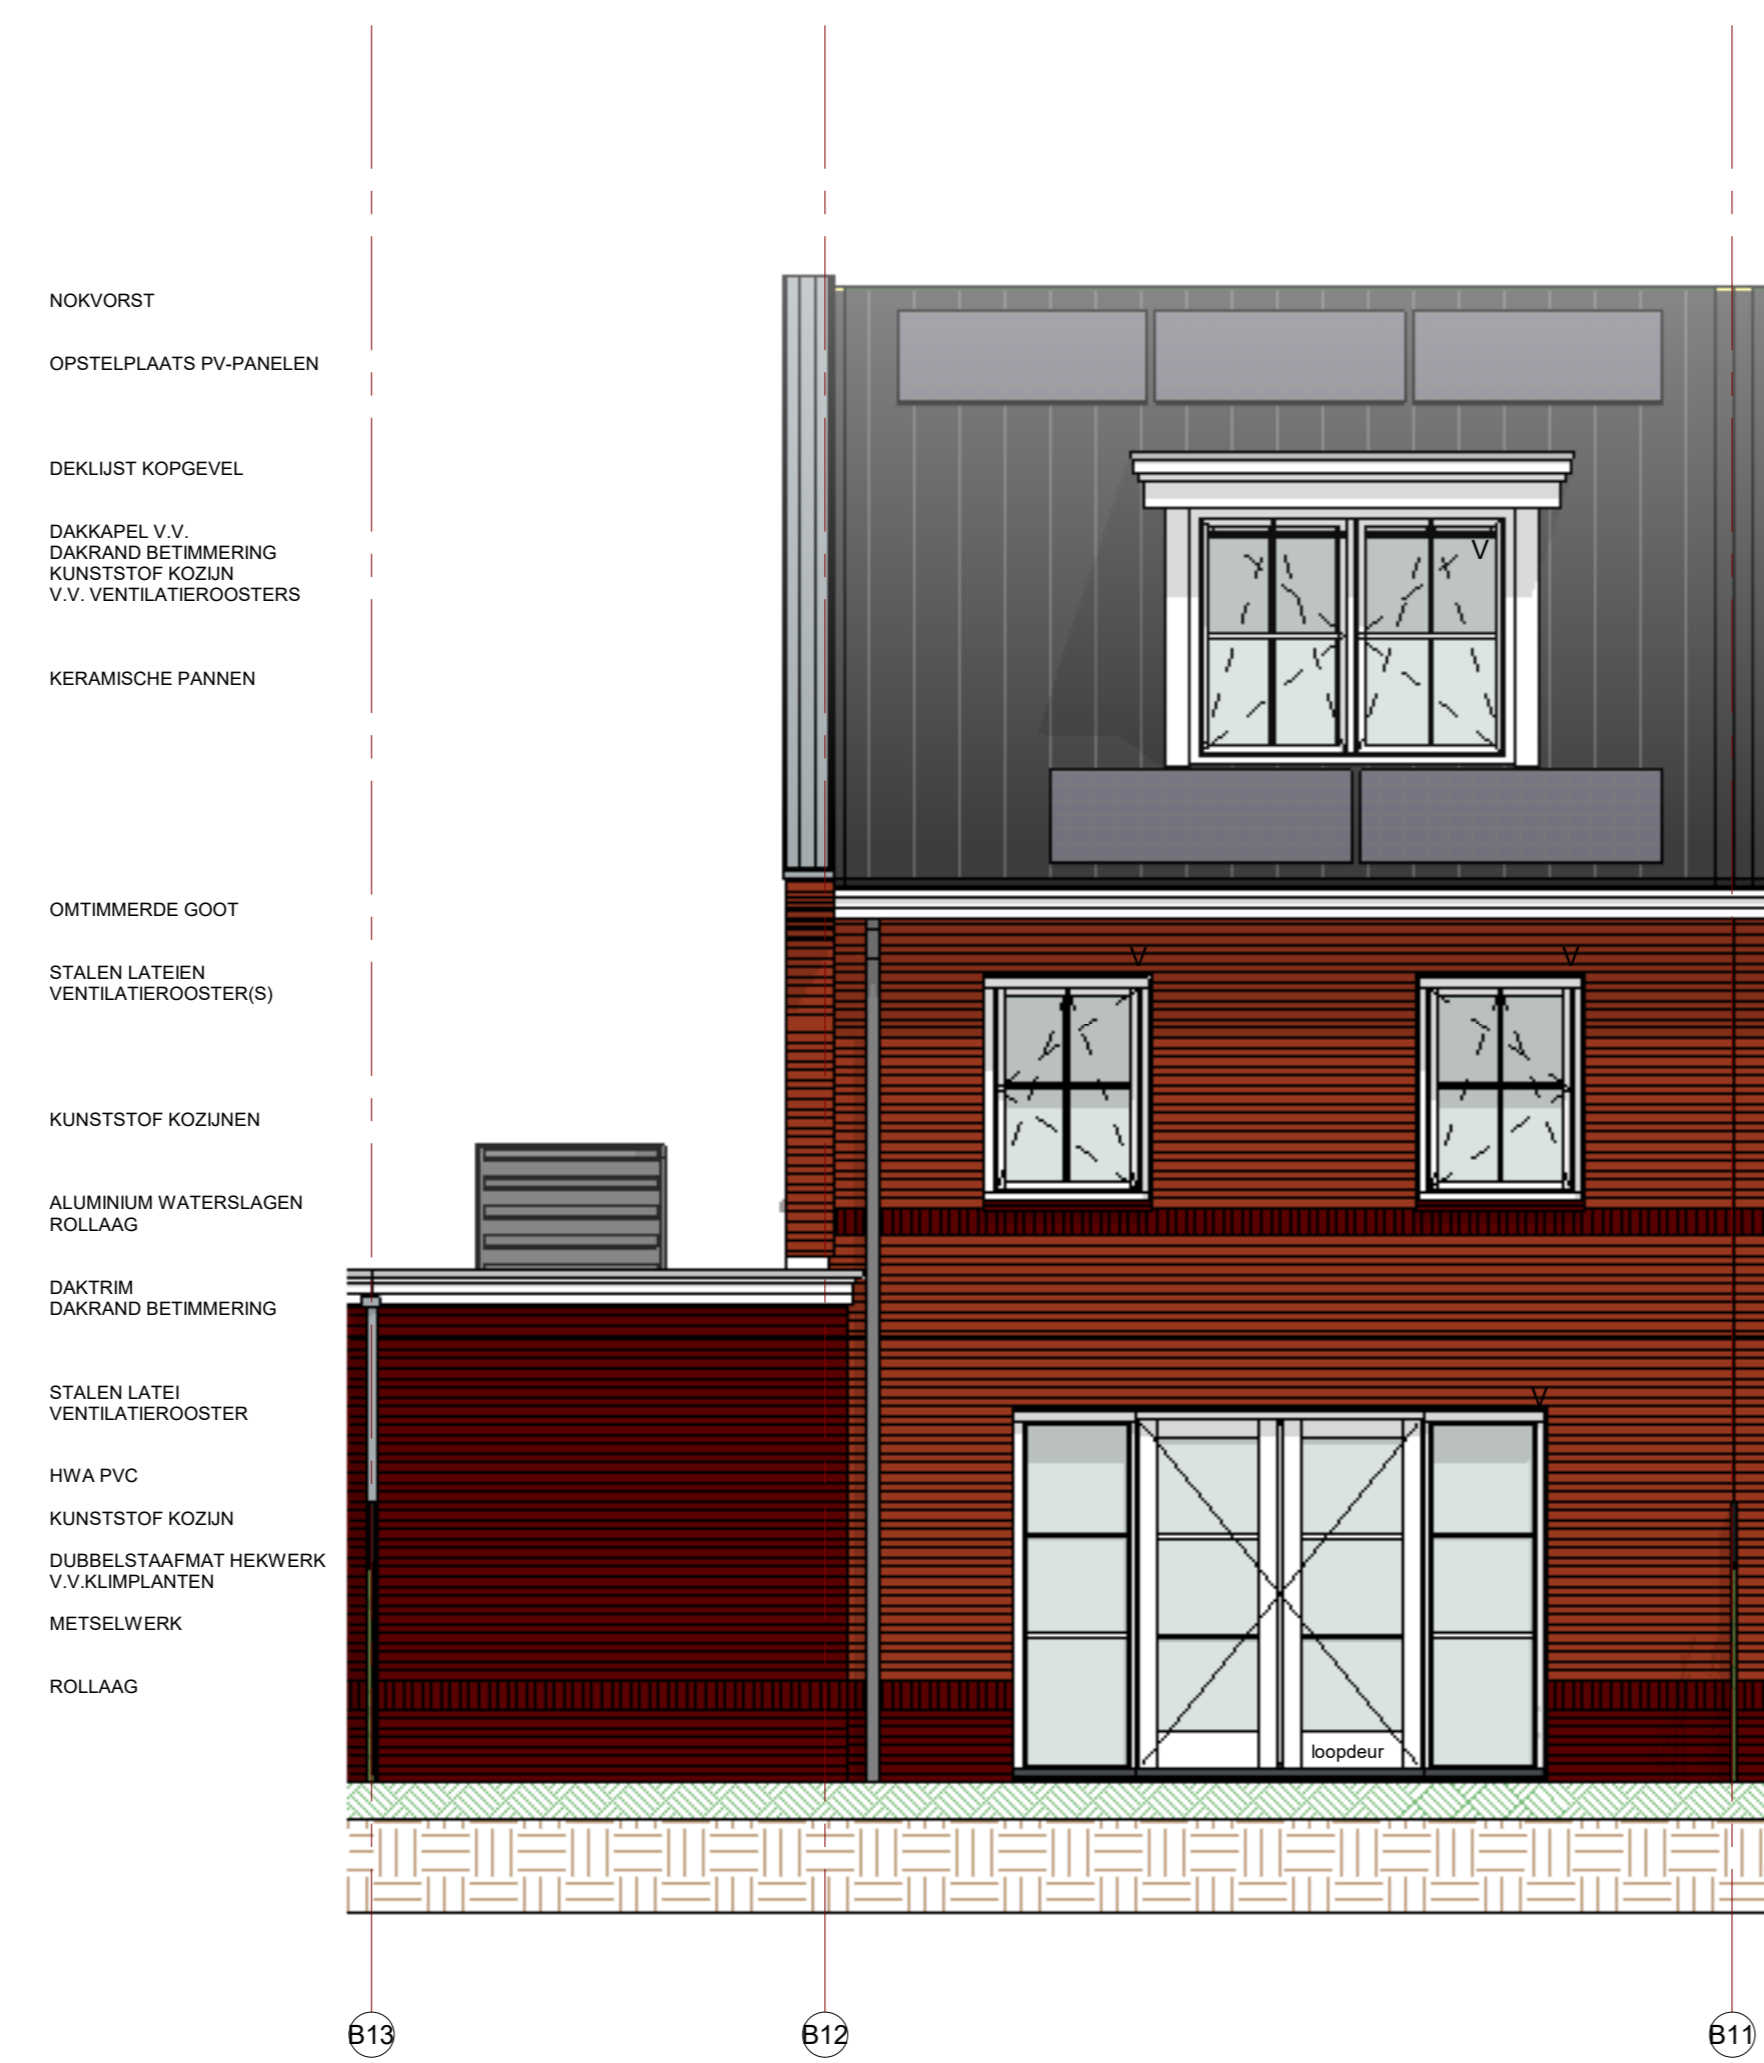 NOKVORST
OPSTELPLAATS PV-PANELEN
DEKLIJST KOPGEVEL
DAKKAPEL V.V.
DAKRAND BETIMMERING
KUNSTSTOF KOZIJN
V.V. VENTILATIEROOSTERS
V
KERAMISCHE PANNEN
OMTIMMERDE GOOT
V V
STALEN LATEIEN
VENTILATIEROOSTER(S)
KUNSTSTOF KOZIJNEN
ALUMINIUM WATERSLAGEN
ROLLAAG
DAKTRIM
DAKRAND BETIMMERING
STALEN LATEI
VENTILATIEROOSTER
V
HWA PVC
KUNSTSTOF KOZIJN
DUBBELSTAAFMAT HEKWERK
V.V.KLIMPLANTEN
METSELWERK
ROLLAAG
loopdeur
B13 B12 B11